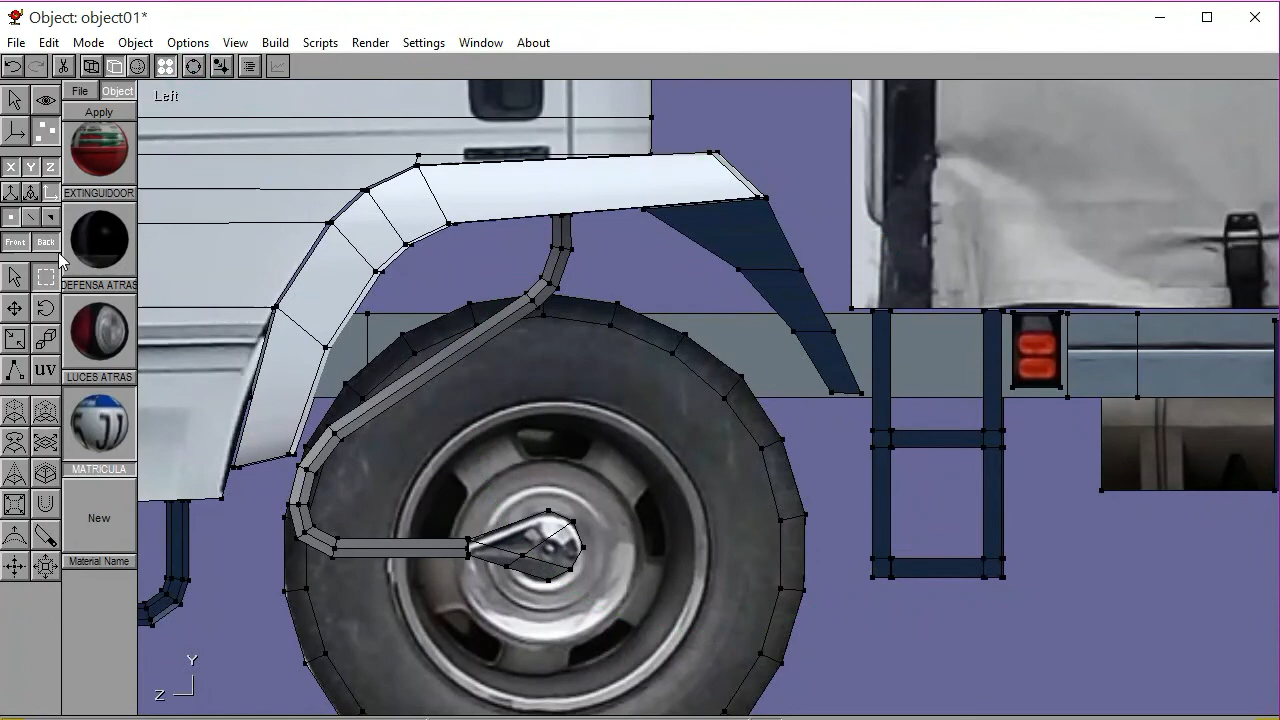 Object: object01*
File Edit Mode Object Options View Build Scripts Render Settings Window About
File Object
Apply
Left
X Y Z
EXTINGUIDOOR
Front Back
DEFENSA ATRAS
UV
LUCES ATRAS
MATRICULA
New
Material Name
Y
Z